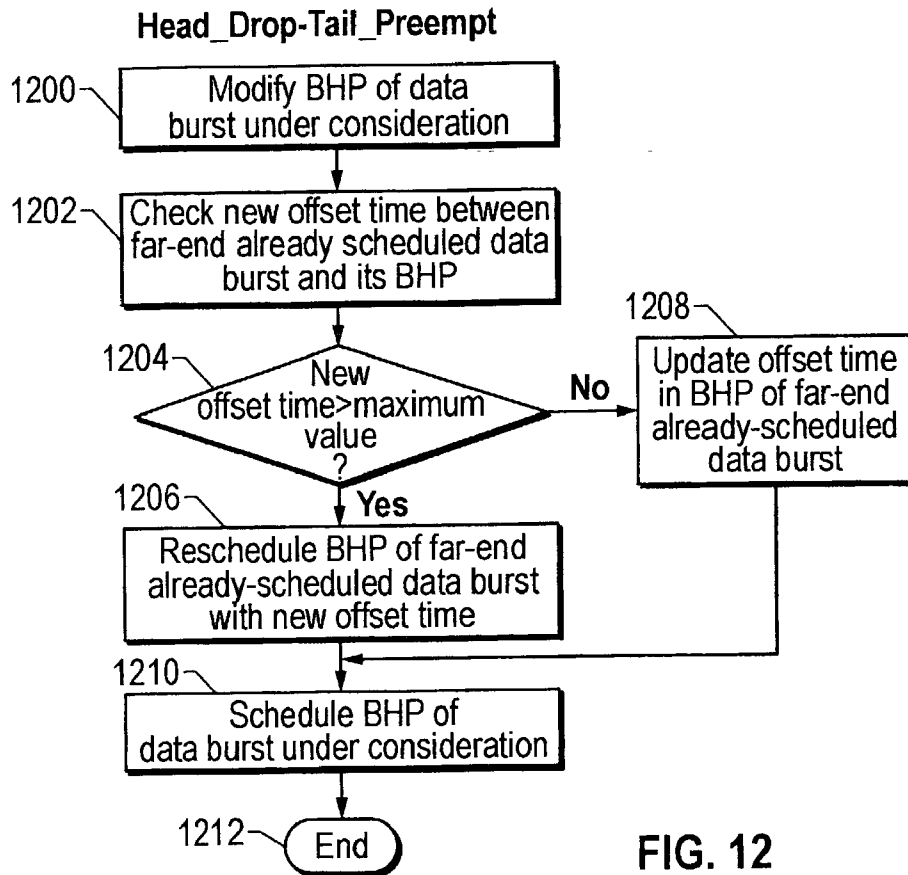 Head_Drop-Tail_Preempt
1200
Modify BHP of data
burst under consideration
1202
Check new offset time between
far-end already scheduled data
burst and its BHP
1204
New
offset time>maximum
value
?
No
1208
Update offset time
in BHP of far-end
already-scheduled
data burst
Yes
1206
Reschedule BHP of far-end
already-scheduled data burst
with new offset time
1210
Schedule BHP of
data burst under consideration
1212
End
FIG. 12